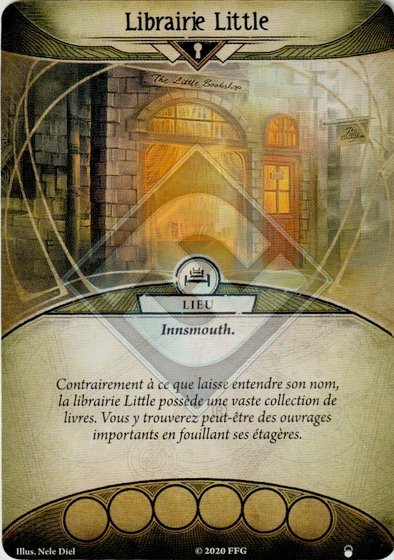 Librairie Little
The Little Bookshop
LIEU
Innsmouth.
Contrairement à ce que laisse entendre son nom,
la librairie Little possède une vaste collection de
livres. Vous y trouverez peut-être des ouvrages
importants en fouillant ses étagères.
Illus. Nele Diel
© 2020 FFG